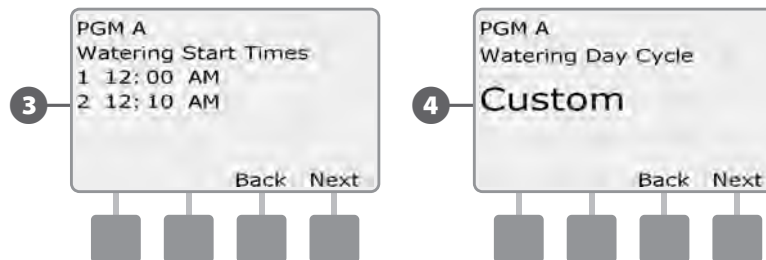 3
PGM A
Watering Start Times
1 12:00 AM
2 12:10 AM
Back Next
4
PGM A
Watering Day Cycle
Custom
Back Next